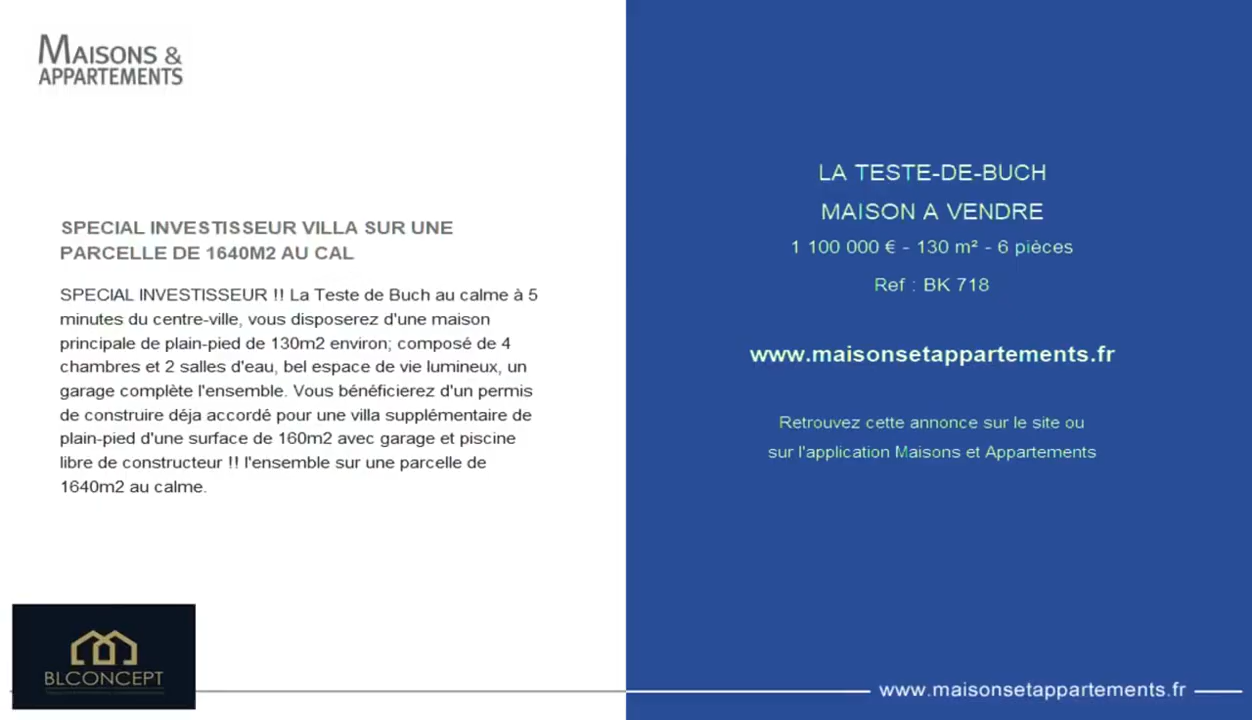 MAISONS &
APPARTEMENTS
SPECIAL INVESTISSEUR VILLA SUR UNE
PARCELLE DE 1640M2 AU CAL
SPECIAL INVESTISSEUR !! La Teste de Buch au calme à 5
minutes du centre-ville, vous disposerez d'une maison
principale de plain-pied de 130m2 environ; composé de 4
chambres et 2 salles d'eau, bel espace de vie lumineux, un
garage complète l'ensemble. Vous bénéficierez d'un permis
de construire déja accordé pour une villa supplémentaire de
plain-pied d'une surface de 160m2 avec garage et piscine
libre de constructeur !! l'ensemble sur une parcelle de
1640m2 au calme.
BLCONCEPT
LA TESTE-DE-BUCH
MAISON A VENDRE
1 100 000 € - 130 m² - 6 pièces
Ref : BK 718
www.maisonsetappartements.fr
Retrouvez cette annonce sur le site ou
sur l'application Maisons et Appartements
www.maisonsetappartements.fr